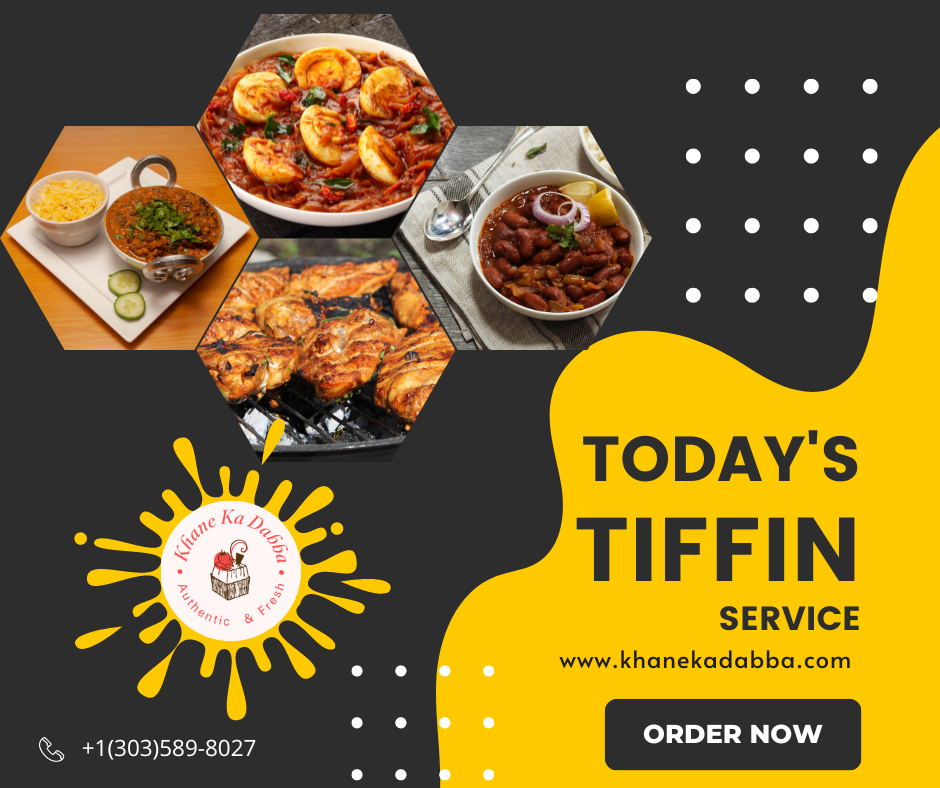 Khane Ka Dabba
Authentic & Fresh
TODAY'S
TIFFIN
SERVICE
www.khanekadabba.com
ORDER NOW
+1(303)589-8027